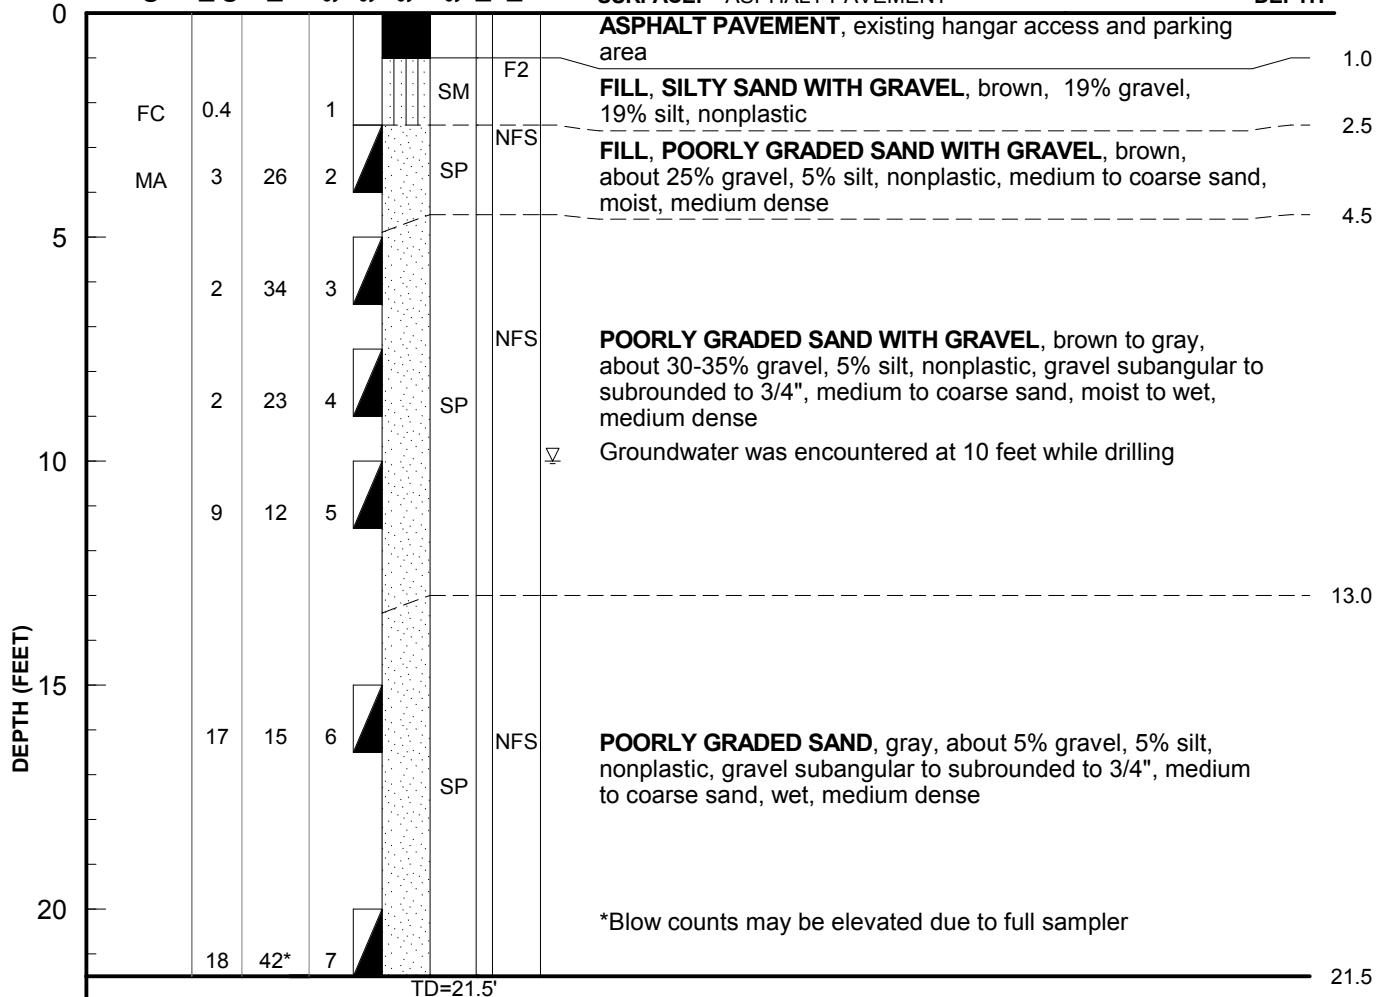 0
ASPHALT PAVEMENT, existing hangar access and parking
area
1.0
F2
SM
FILL, SILTY SAND WITH GRAVEL, brown, 19% gravel,
19% silt, nonplastic
FC 0.4 1
2.5
NFS
FILL, POORLY GRADED SAND WITH GRAVEL, brown,
about 25% gravel, 5% silt, nonplastic, medium to coarse sand,
moist, medium dense
MA 3 26 2 SP
4.5
5
2 34 3
NFS
POORLY GRADED SAND WITH GRAVEL, brown to gray,
about 30-35% gravel, 5% silt, nonplastic, gravel subangular to
subrounded to 3/4", medium to coarse sand, moist to wet,
medium dense
2 23 4 SP
10
Groundwater was encountered at 10 feet while drilling
9 12 5
13.0
DEPTH (FEET)
15
17 15 6 NFS
POORLY GRADED SAND, gray, about 5% gravel, 5% silt,
nonplastic, gravel subangular to subrounded to 3/4", medium
to coarse sand, wet, medium dense
SP
20
*Blow counts may be elevated due to full sampler
18 42* 7
21.5
TD=21.5'